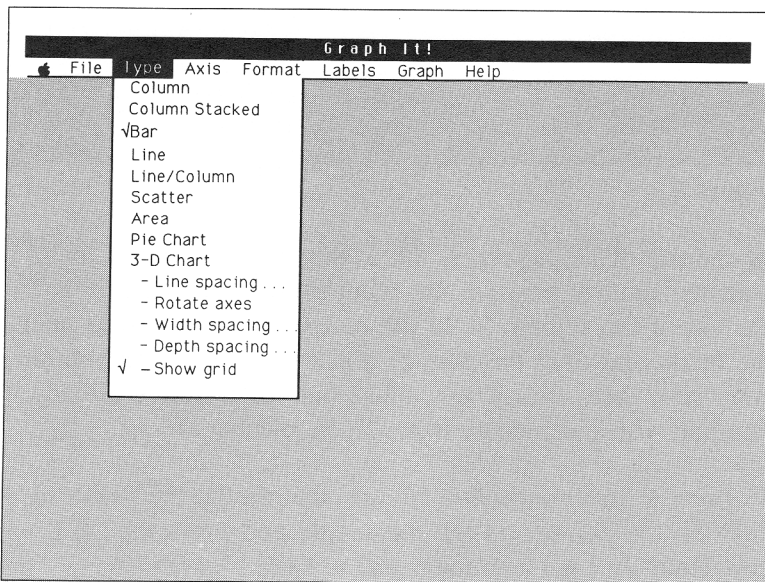 Graph It!
File Type Axis Format Labels Graph Help
Column
Column Stacked
√Bar
Line
Line/Column
Scatter
Area
Pie Chart
3-D Chart
- Line spacing ...
- Rotate axes
- Width spacing ...
- Depth spacing ...
√ – Show grid